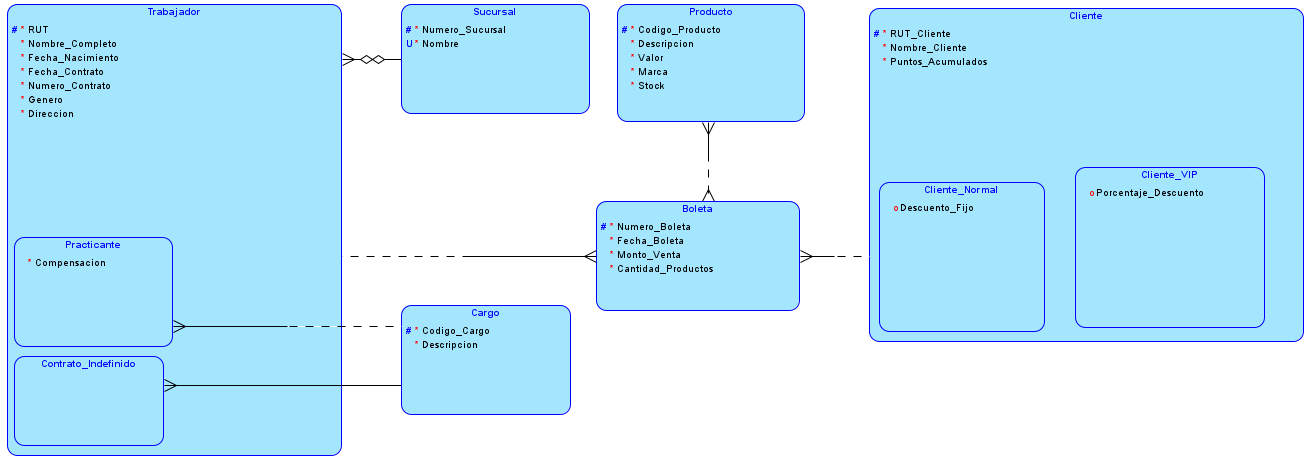 Trabajador
# * RUT
* Nombre_Completo
* Fecha_Nacimiento
* Fecha_Contrato
* Numero_Contrato
* Genero
* Direccion
Practicante
* Compensacion
Contrato_Indefinido
Sucursal
# * Numero_Sucursal
U * Nombre
Producto
# * Codigo_Producto
* Descripcion
* Valor
* Marca
* Stock
Boleta
# * Numero_Boleta
* Fecha_Boleta
* Monto_Venta
* Cantidad_Productos
Cargo
# * Codigo_Cargo
* Descripcion
Cliente
# * RUT_Cliente
* Nombre_Cliente
* Puntos_Acumulados
Cliente_Normal
o Descuento_Fijo
Cliente_VIP
o Porcentaje_Descuento